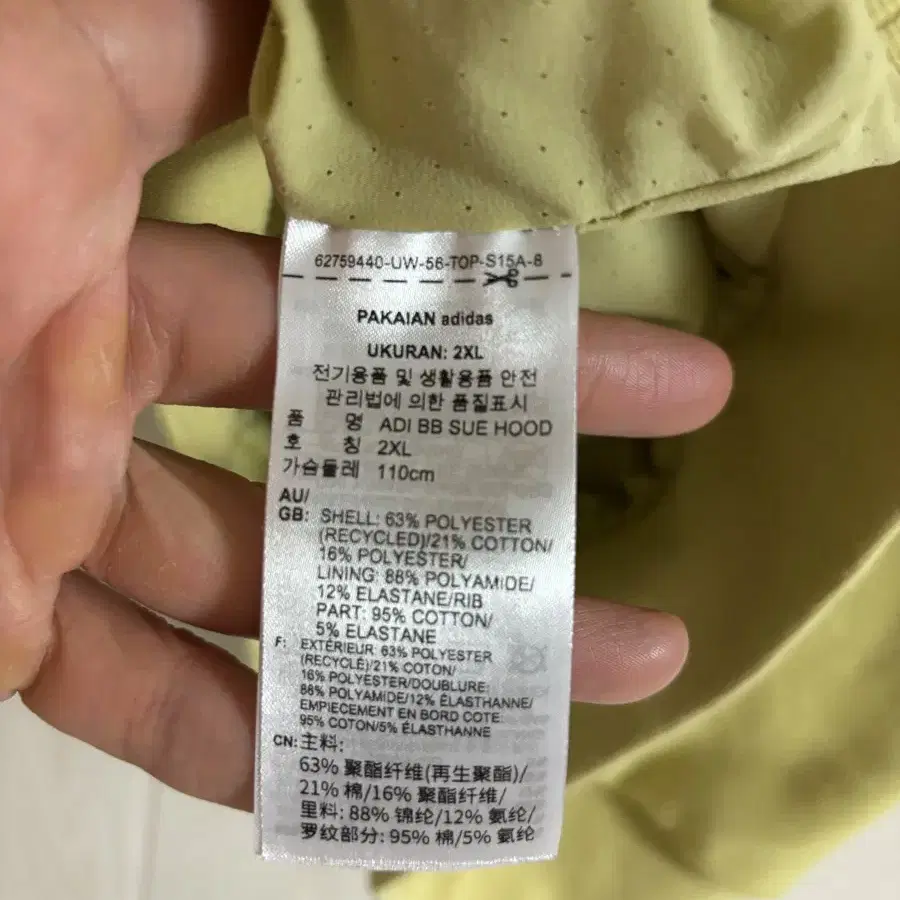 62759440-UW-56-TOP-S15A-8
PAKAIAN adidas
UKURAN: 2XL
전기용품 및 생활용품 안전
관리법에 의한 품질표시
품 명 ADI BB SUE HOOD
호 칭 2XL
가슴둘레 110cm
AU/
GB: SHELL: 63% POLYESTER
(RECYCLED)/21% COTTON/
16% POLYESTER/
LINING: 88% POLYAMIDE/
12% ELASTANE/RIB
PART: 95% COTTON/
5% ELASTANE
F: EXTÉRIEUR: 63% POLYESTER
(RECYCLÉ)/21% COTON/
16% POLYESTER/DOUBLURE:
88% POLYAMIDE/12% ÉLASTHANNE/
EMPIECEMENT EN BORD COTE:
95% COTON/5% ÉLASTHANNE
CN: 主料:
63% 聚酯纤维(再生聚酯)/
21% 棉/16% 聚酯纤维/
里料: 88% 锦纶/12% 氨纶/
罗纹部分: 95% 棉/5% 氨纶